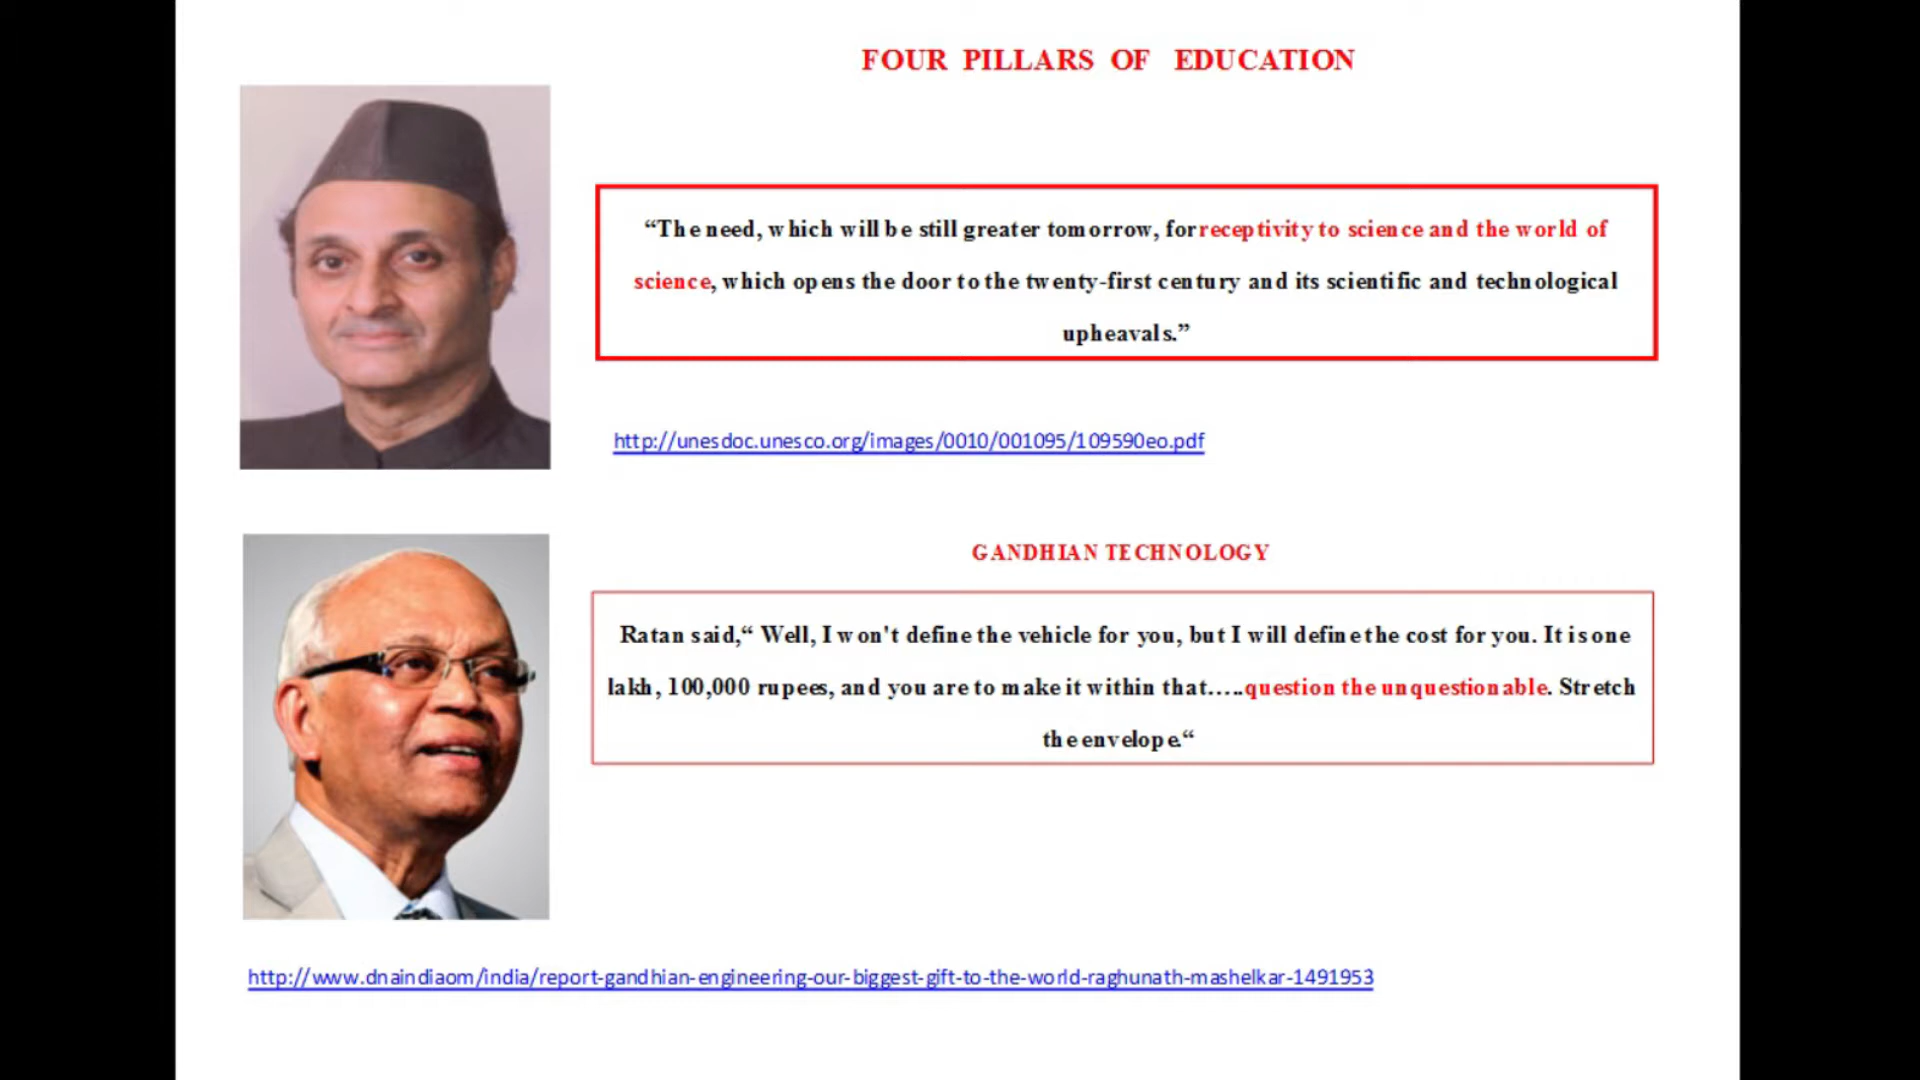 FOUR PILLARS OF EDUCATION
“The need, which will be still greater tomorrow, for receptivity to science and the world of
science, which opens the door to the twenty-first century and its scientific and technological
upheavals.”
http://unesdoc.unesco.org/images/0010/001095/109590eo.pdf
GANDHIAN TECHNOLOGY
Ratan said,“ Well, I won't define the vehicle for you, but I will define the cost for you. It is one
lakh, 100,000 rupees, and you are to make it within that…..question the unquestionable. Stretch
the envelope.“
http://www.dnaindiaom/india/report-gandhian-engineering-our-biggest-gift-to-the-world-raghunath-mashelkar-1491953